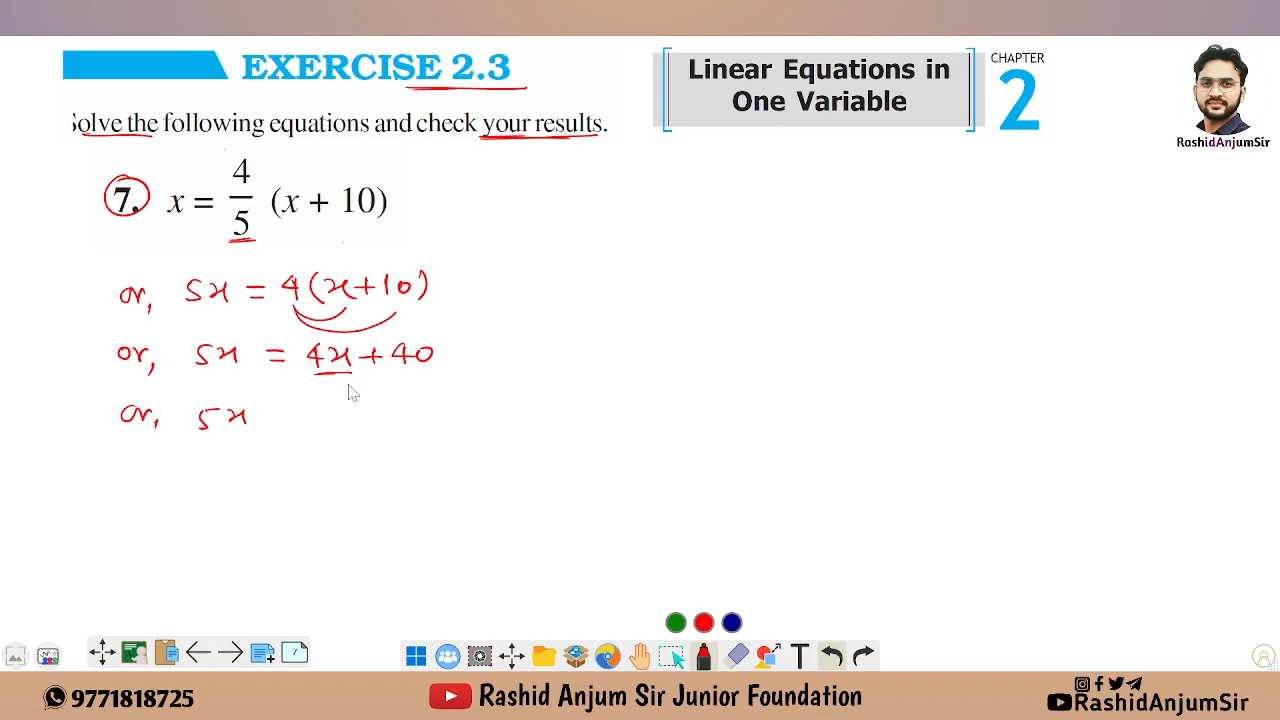 EXERCISE 2.3
Linear Equations in
One Variable
CHAPTER
2
RashidAnjumSir
Solve the following equations and check your results.
7. x = 4/5 (x + 10)
or, 5x = 4(x+10)
or, 5x = 4x+40
or, 5x
7
T
9771818725
Rashid Anjum Sir Junior Foundation
RashidAnjumSir